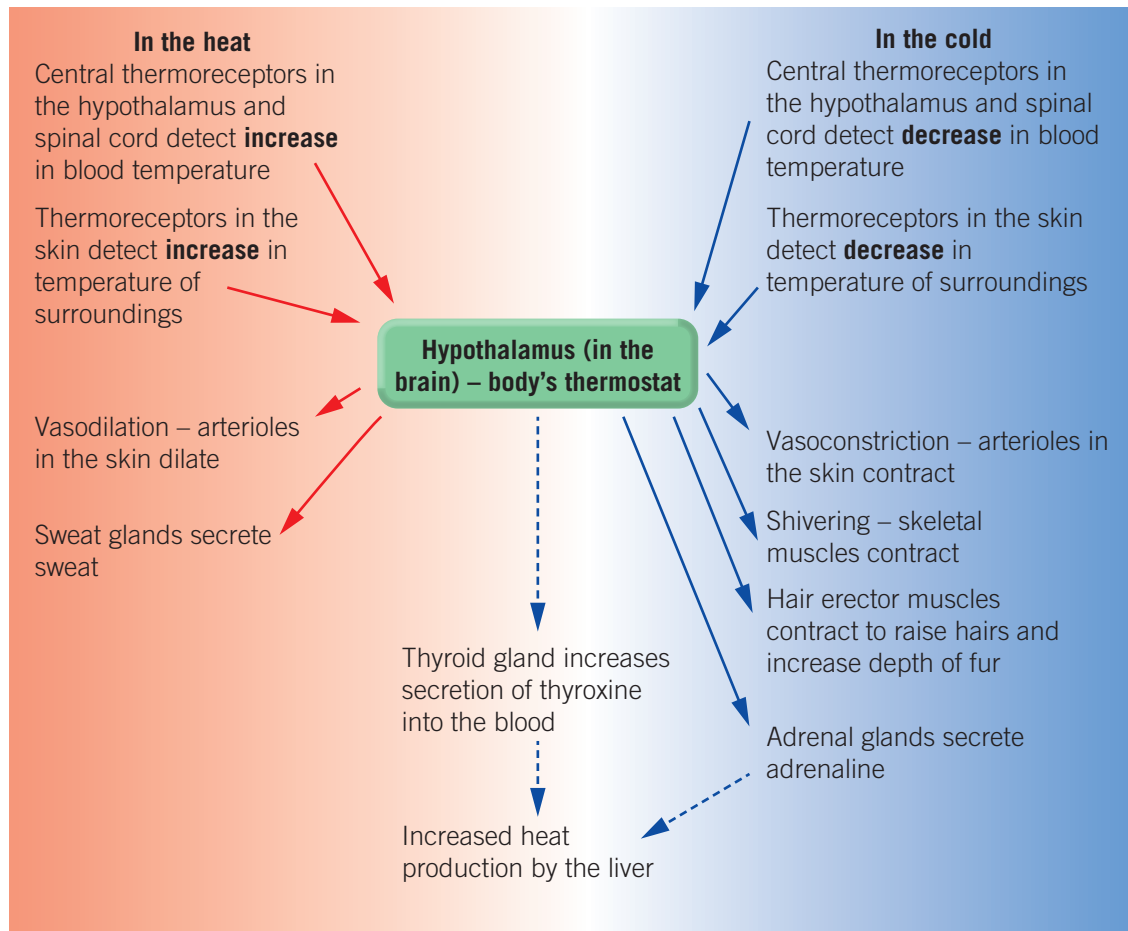 In the heat
Central thermoreceptors in
the hypothalamus and
spinal cord detect increase
in blood temperature
Thermoreceptors in the
skin detect increase in
temperature of
surroundings
In the cold
Central thermoreceptors in
the hypothalamus and spinal
cord detect decrease in blood
temperature
Thermoreceptors in the skin
detect decrease in
temperature of surroundings
Hypothalamus (in the
brain) – body's thermostat
Vasodilation – arterioles
in the skin dilate
Sweat glands secrete
sweat
Thyroid gland increases
secretion of thyroxine
into the blood
Increased heat
production by the liver
Vasoconstriction – arterioles in
the skin contract
Shivering – skeletal
muscles contract
Hair erector muscles
contract to raise hairs and
increase depth of fur
Adrenal glands secrete
adrenaline